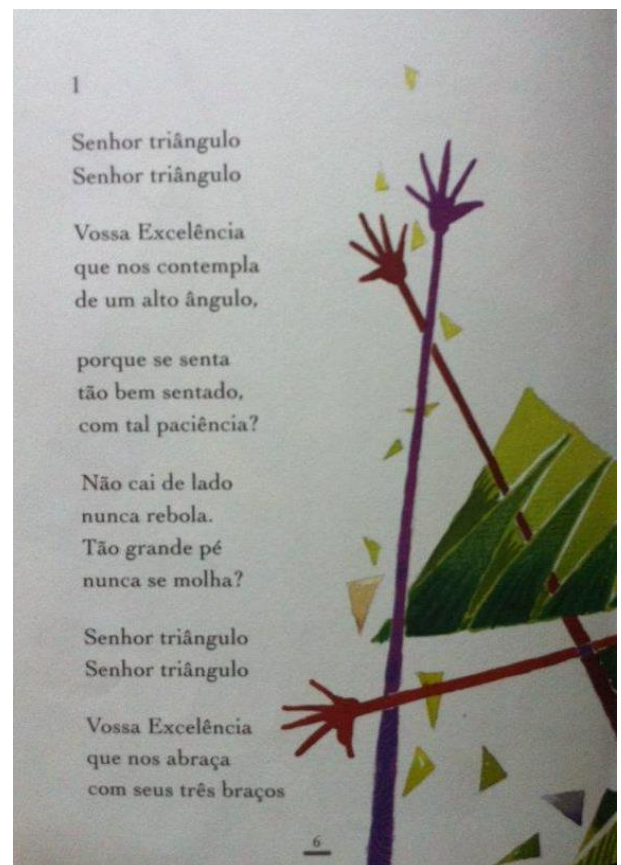 1
Senhor triângulo
Senhor triângulo
Vossa Excelência
que nos contempla
de um alto ângulo,
porque se senta
tão bem sentado,
com tal paciência?
Não cai de lado
nunca rebola.
Tão grande pé
nunca se molha?
Senhor triângulo
Senhor triângulo
Vossa Excelência
que nos abraça
com seus três braços
6